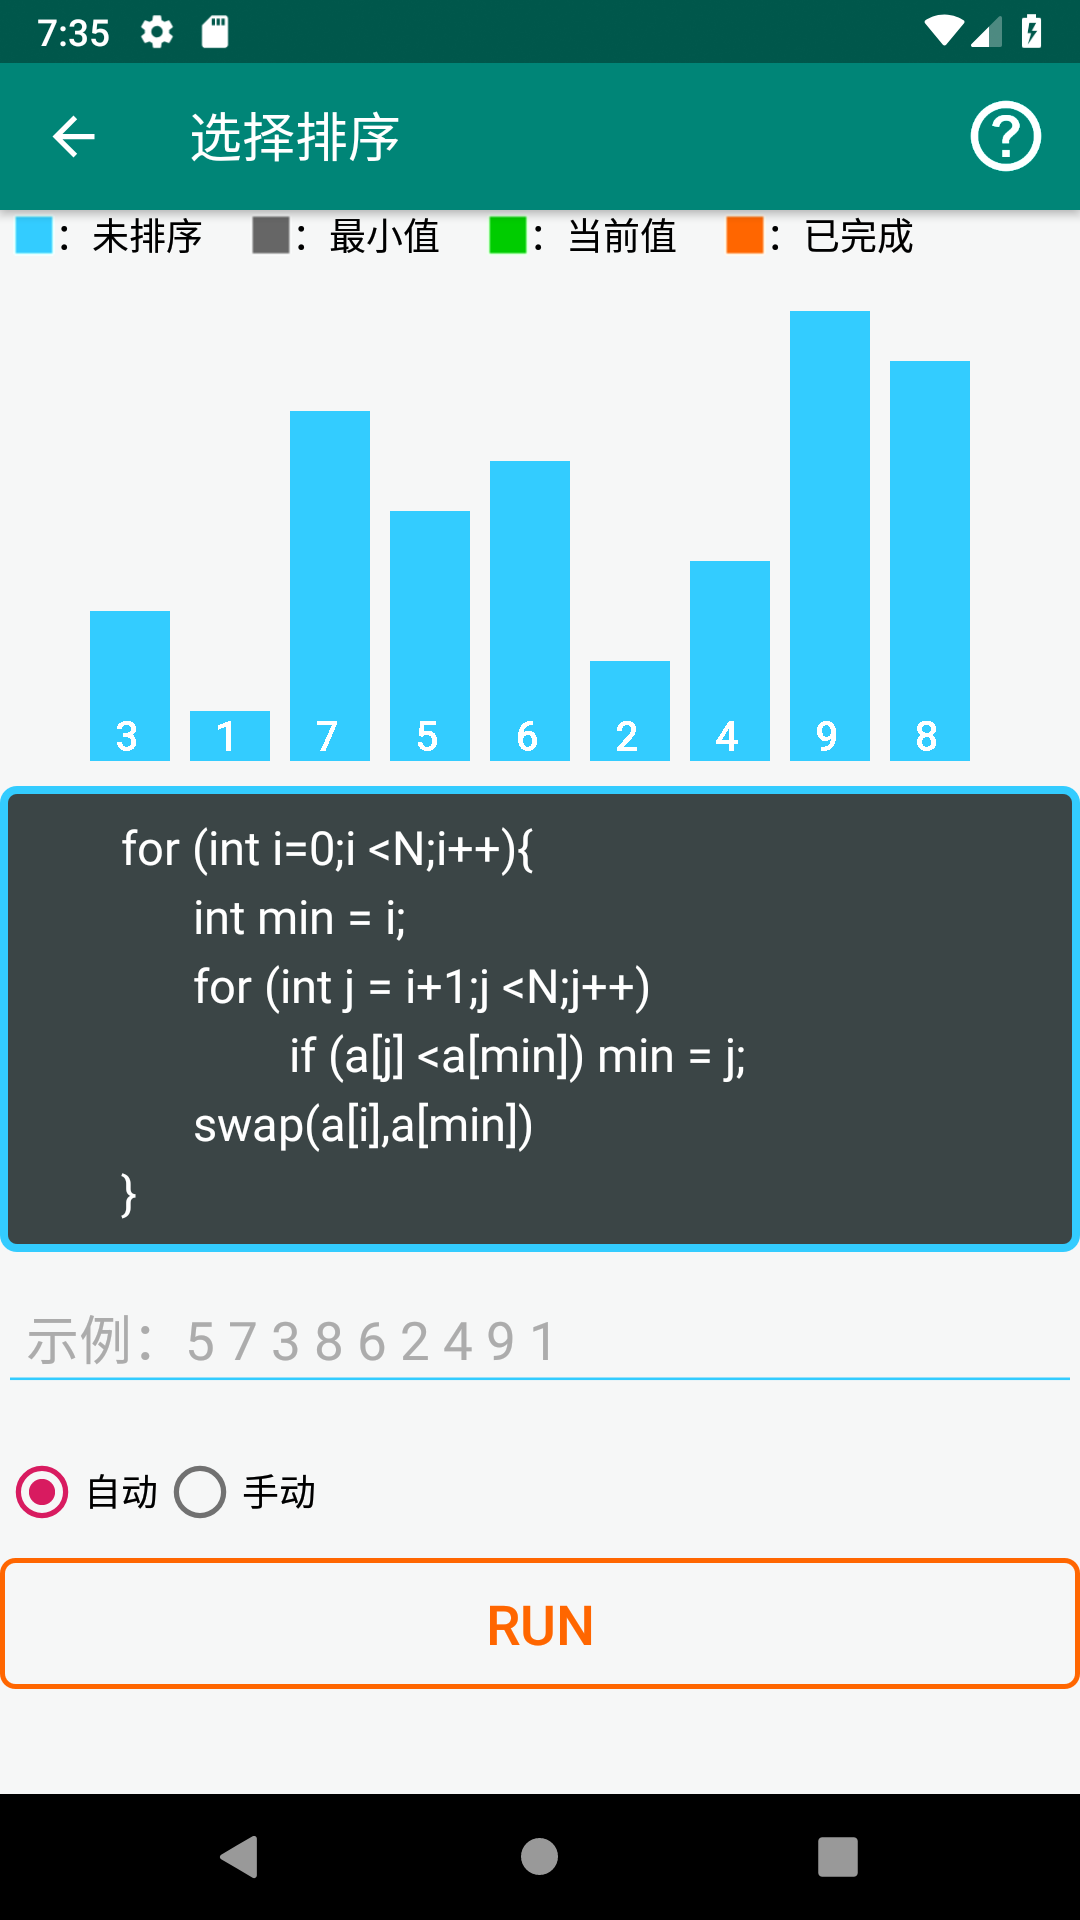 7:35
选择排序
：未排序 ：最小值 ：当前值 ：已完成
3 1 7 5 6 2 4 9 8
for (int i=0;i <N;i++){
int min = i;
for (int j = i+1;j <N;j++)
if (a[j] <a[min]) min = j;
swap(a[i],a[min])
}
示例：5 7 3 8 6 2 4 9 1
自动 手动
RUN